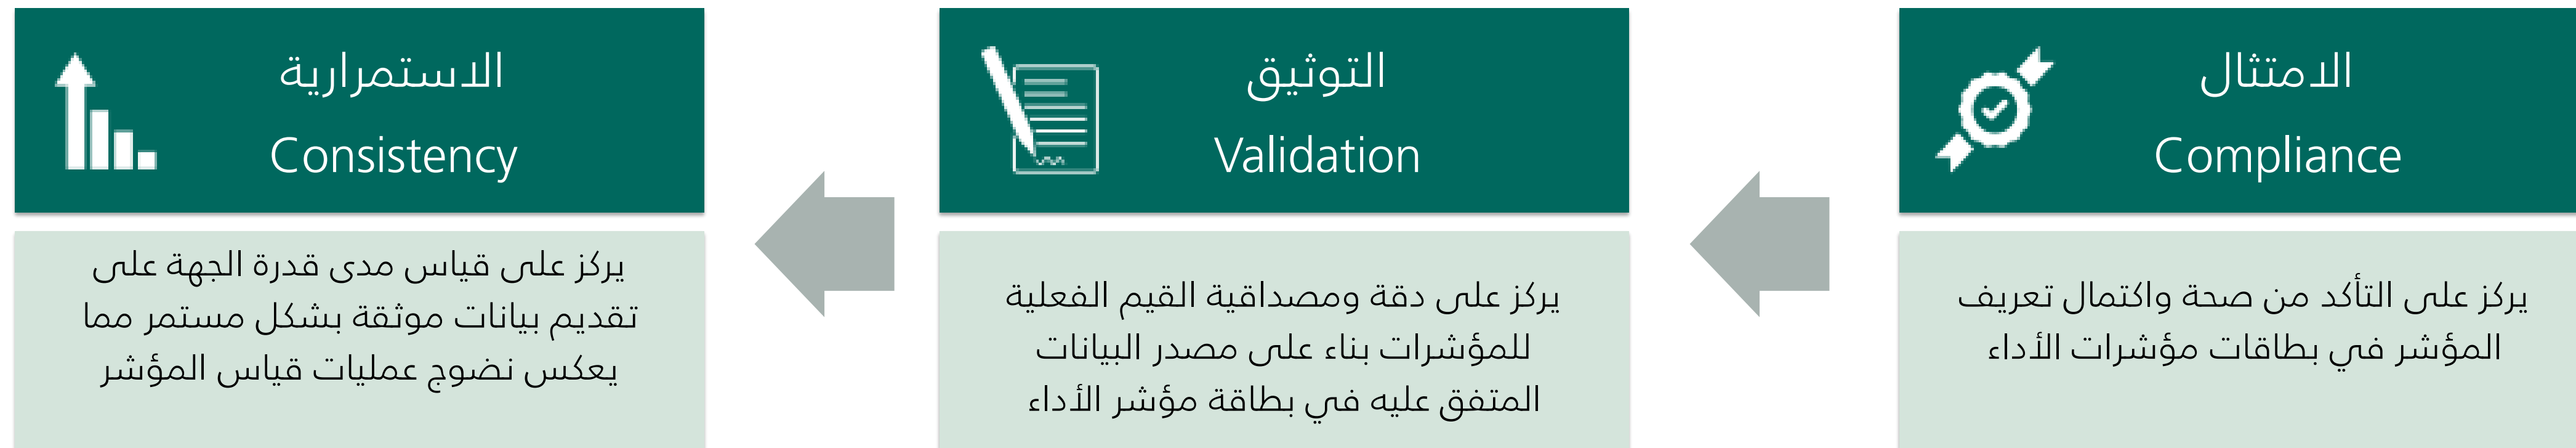 الامتثال
Compliance
يركز على التأكد من صحة واكتمال تعريف
المؤشر في بطاقات مؤشرات الأداء
التوثيق
Validation
يركز على دقة ومصداقية القيم الفعلية
للمؤشرات بناء على مصدر البيانات
المتفق عليه في بطاقة مؤشر الأداء
الاستمرارية
Consistency
يركز على قياس مدى قدرة الجهة على
تقديم بيانات موثقة بشكل مستمر مما
يعكس نضوج عمليات قياس المؤشر